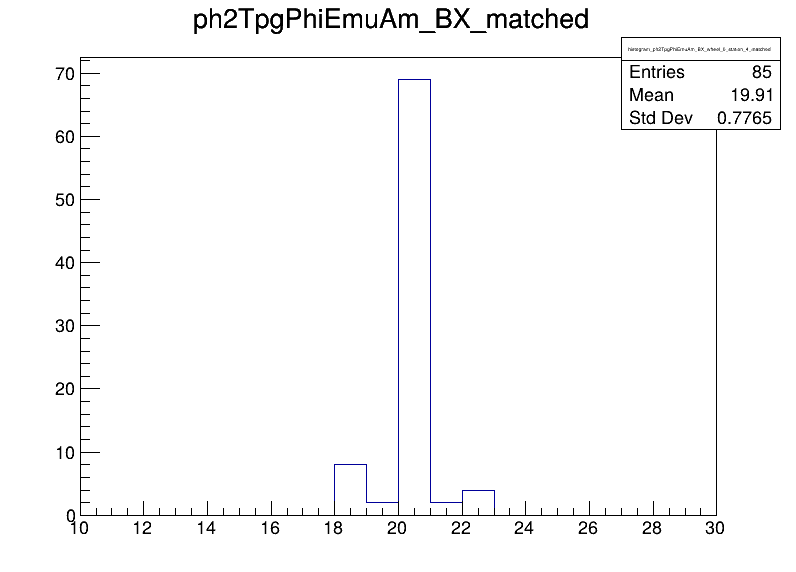 ph2TpgPhiEmuAm_BX_matched
histogram_ph2TpgPhiEmuAm_BX_wheel_0_station_4_matched
Entries 85
Mean 19.91
Std Dev 0.7765
70
60
50
40
30
20
10
0
10 12 14 16 18 20 22 24 26 28 30